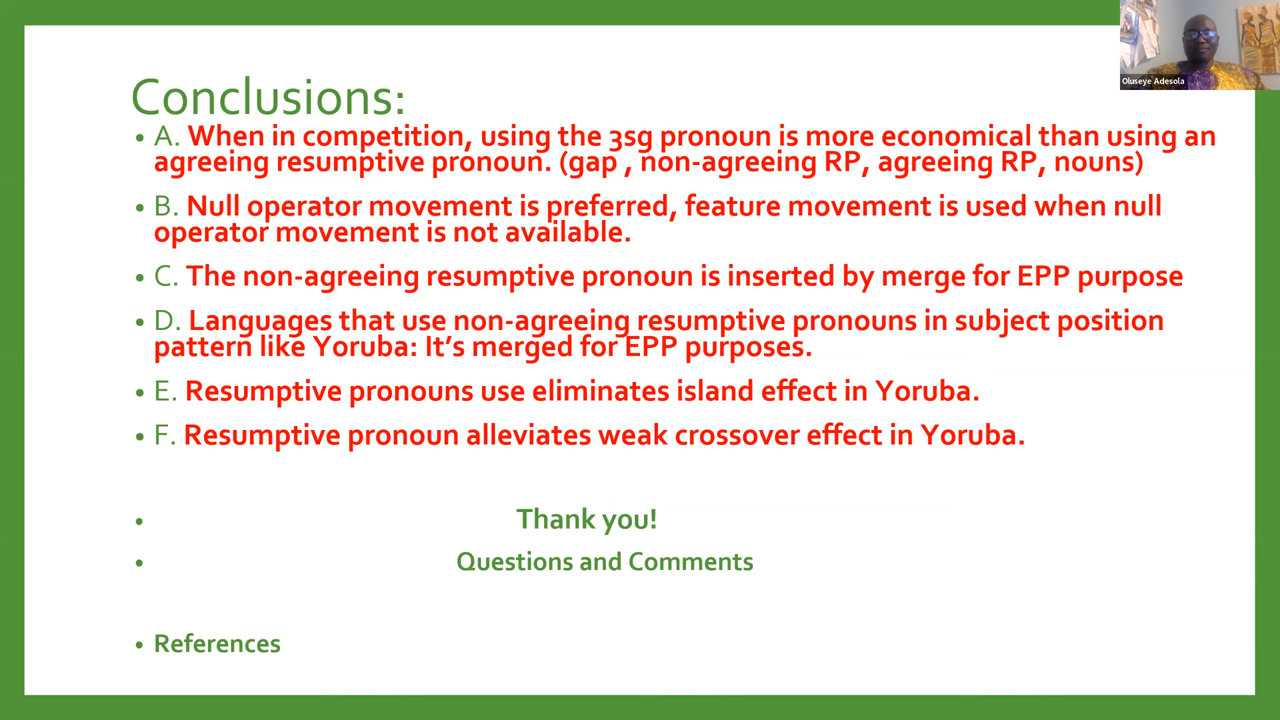 Oluseye Adesola
Conclusions:
• A. When in competition, using the 3sg pronoun is more economical than using an
agreeing resumptive pronoun. (gap , non-agreeing RP, agreeing RP, nouns)
• B. Null operator movement is preferred, feature movement is used when null
operator movement is not available.
• C. The non-agreeing resumptive pronoun is inserted by merge for EPP purpose
• D. Languages that use non-agreeing resumptive pronouns in subject position
pattern like Yoruba: It’s merged for EPP purposes.
• E. Resumptive pronouns use eliminates island effect in Yoruba.
• F. Resumptive pronoun alleviates weak crossover effect in Yoruba.
• Thank you!
• Questions and Comments
• References